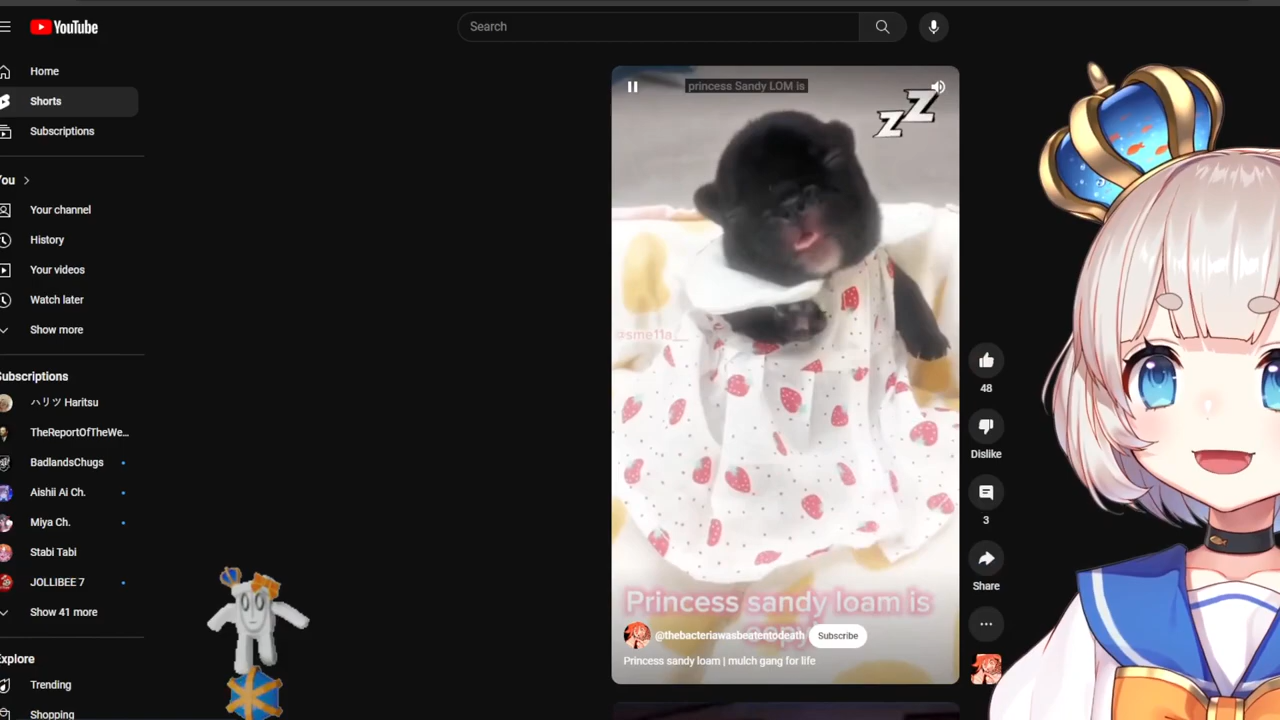 YouTube
Search
Home
Shorts
Subscriptions
You
Your channel
History
Your videos
Watch later
Show more
Subscriptions
ハリツ Haritsu
TheReportOfTheWe...
BadlandsChugs
Aishii Ai Ch.
Miya Ch.
Stabi Tabi
JOLLIBEE 7
Show 41 more
Explore
Trending
Shopping
princess Sandy LOM is
zZ
@sme11a__
Princess sandy loam is
@thebacteriawasbeatentodeath
Subscribe
Princess sandy loam | mulch gang for life
48
Dislike
3
Share